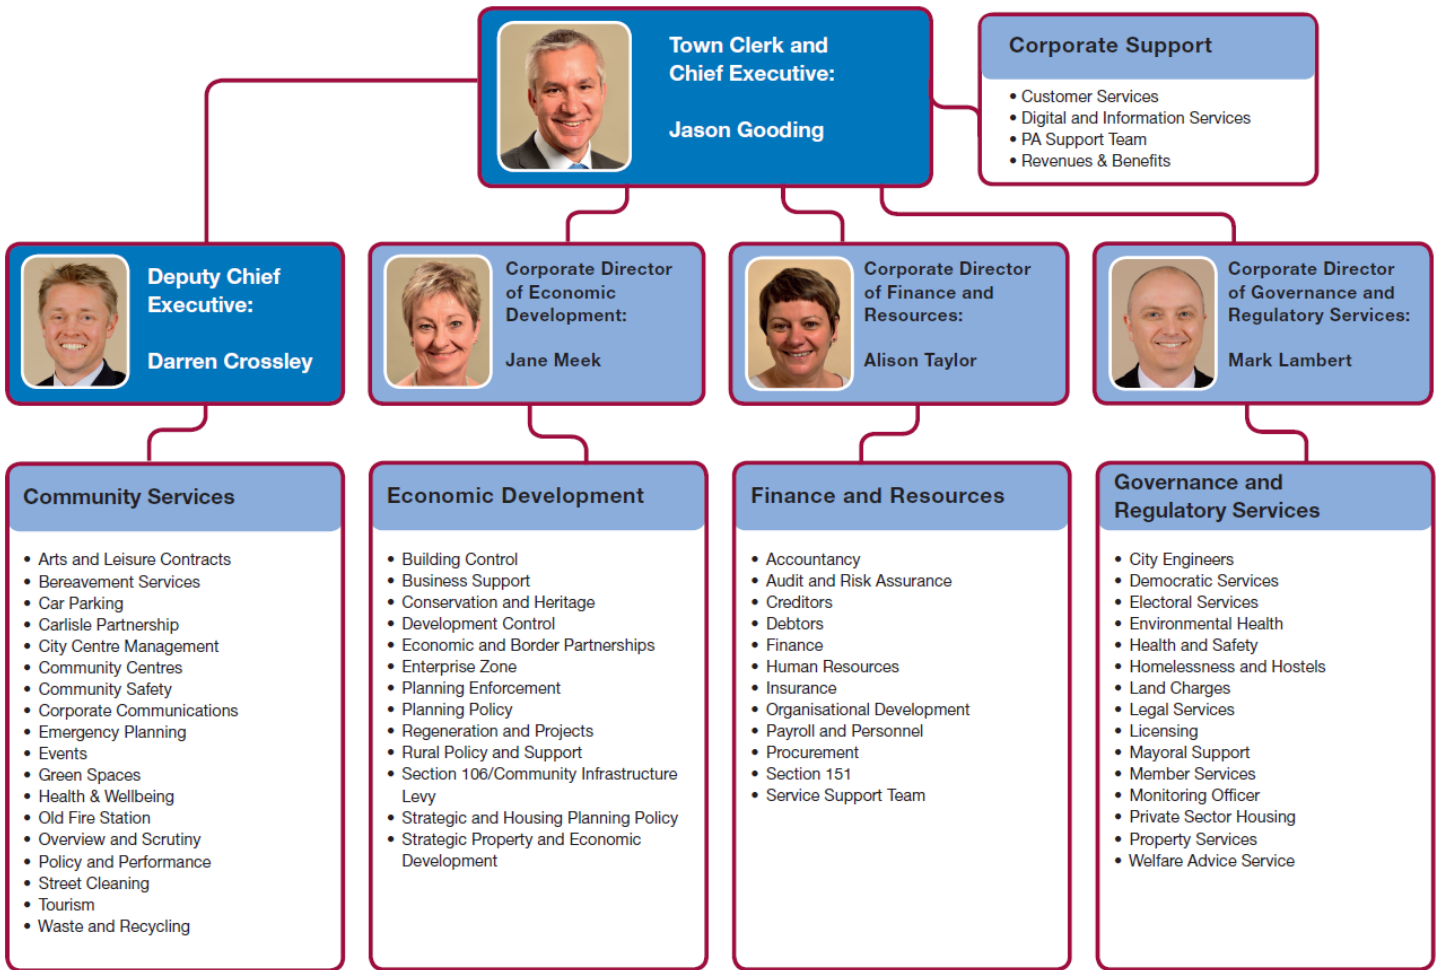 Town Clerk and
Chief Executive:
Jason Gooding
Corporate Support
• Customer Services
• Digital and Information Services
• PA Support Team
• Revenues & Benefits
Deputy Chief
Executive:
Darren Crossley
Corporate Director
of Economic
Development:
Jane Meek
Corporate Director
of Finance and
Resources:
Alison Taylor
Corporate Director
of Governance and
Regulatory Services:
Mark Lambert
Community Services
• Arts and Leisure Contracts
• Bereavement Services
• Car Parking
• Carlisle Partnership
• City Centre Management
• Community Centres
• Community Safety
• Corporate Communications
• Emergency Planning
• Events
• Green Spaces
• Health & Wellbeing
• Old Fire Station
• Overview and Scrutiny
• Policy and Performance
• Street Cleaning
• Tourism
• Waste and Recycling
Economic Development
• Building Control
• Business Support
• Conservation and Heritage
• Development Control
• Economic and Border Partnerships
• Enterprise Zone
• Planning Enforcement
• Planning Policy
• Regeneration and Projects
• Rural Policy and Support
• Section 106/Community Infrastructure
Levy
• Strategic and Housing Planning Policy
• Strategic Property and Economic
Development
Finance and Resources
• Accountancy
• Audit and Risk Assurance
• Creditors
• Debtors
• Finance
• Human Resources
• Insurance
• Organisational Development
• Payroll and Personnel
• Procurement
• Section 151
• Service Support Team
Governance and
Regulatory Services
• City Engineers
• Democratic Services
• Electoral Services
• Environmental Health
• Health and Safety
• Homelessness and Hostels
• Land Charges
• Legal Services
• Licensing
• Mayoral Support
• Member Services
• Monitoring Officer
• Private Sector Housing
• Property Services
• Welfare Advice Service